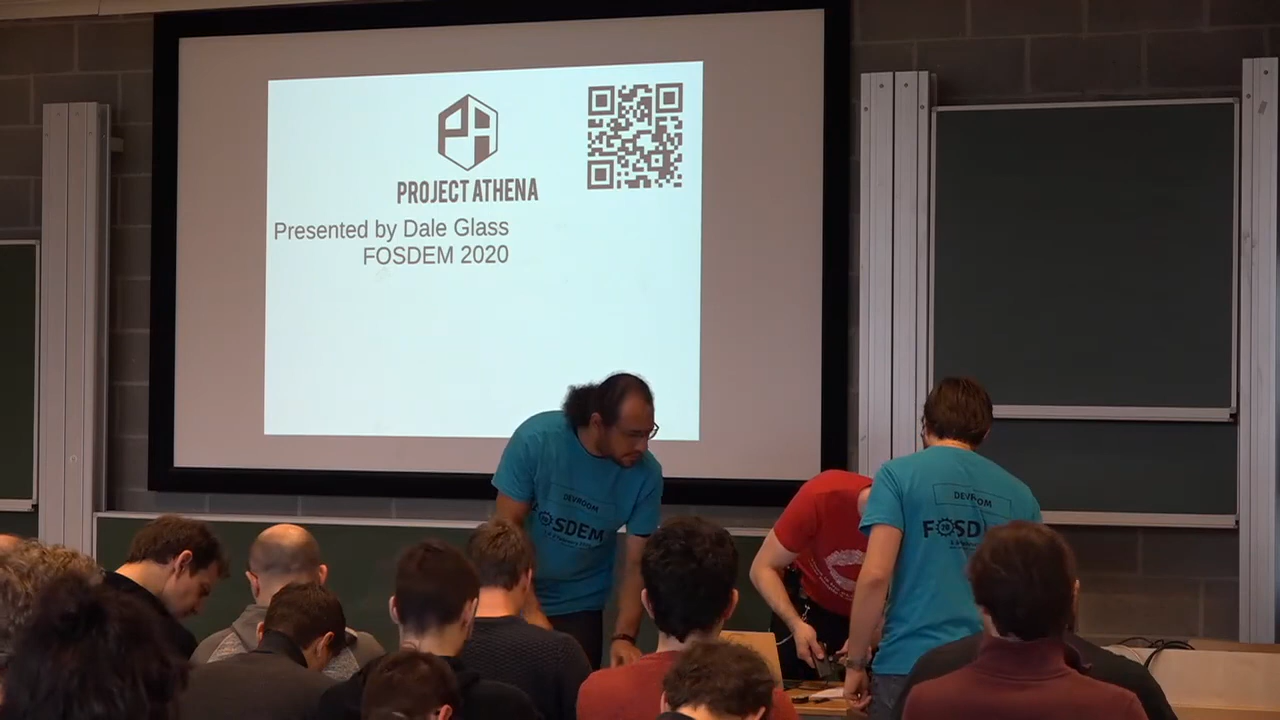 PROJECT ATHENA
Presented by Dale Glass
FOSDEM 2020
DEVROOM
FOSDEM
DEVROOM
FOSD